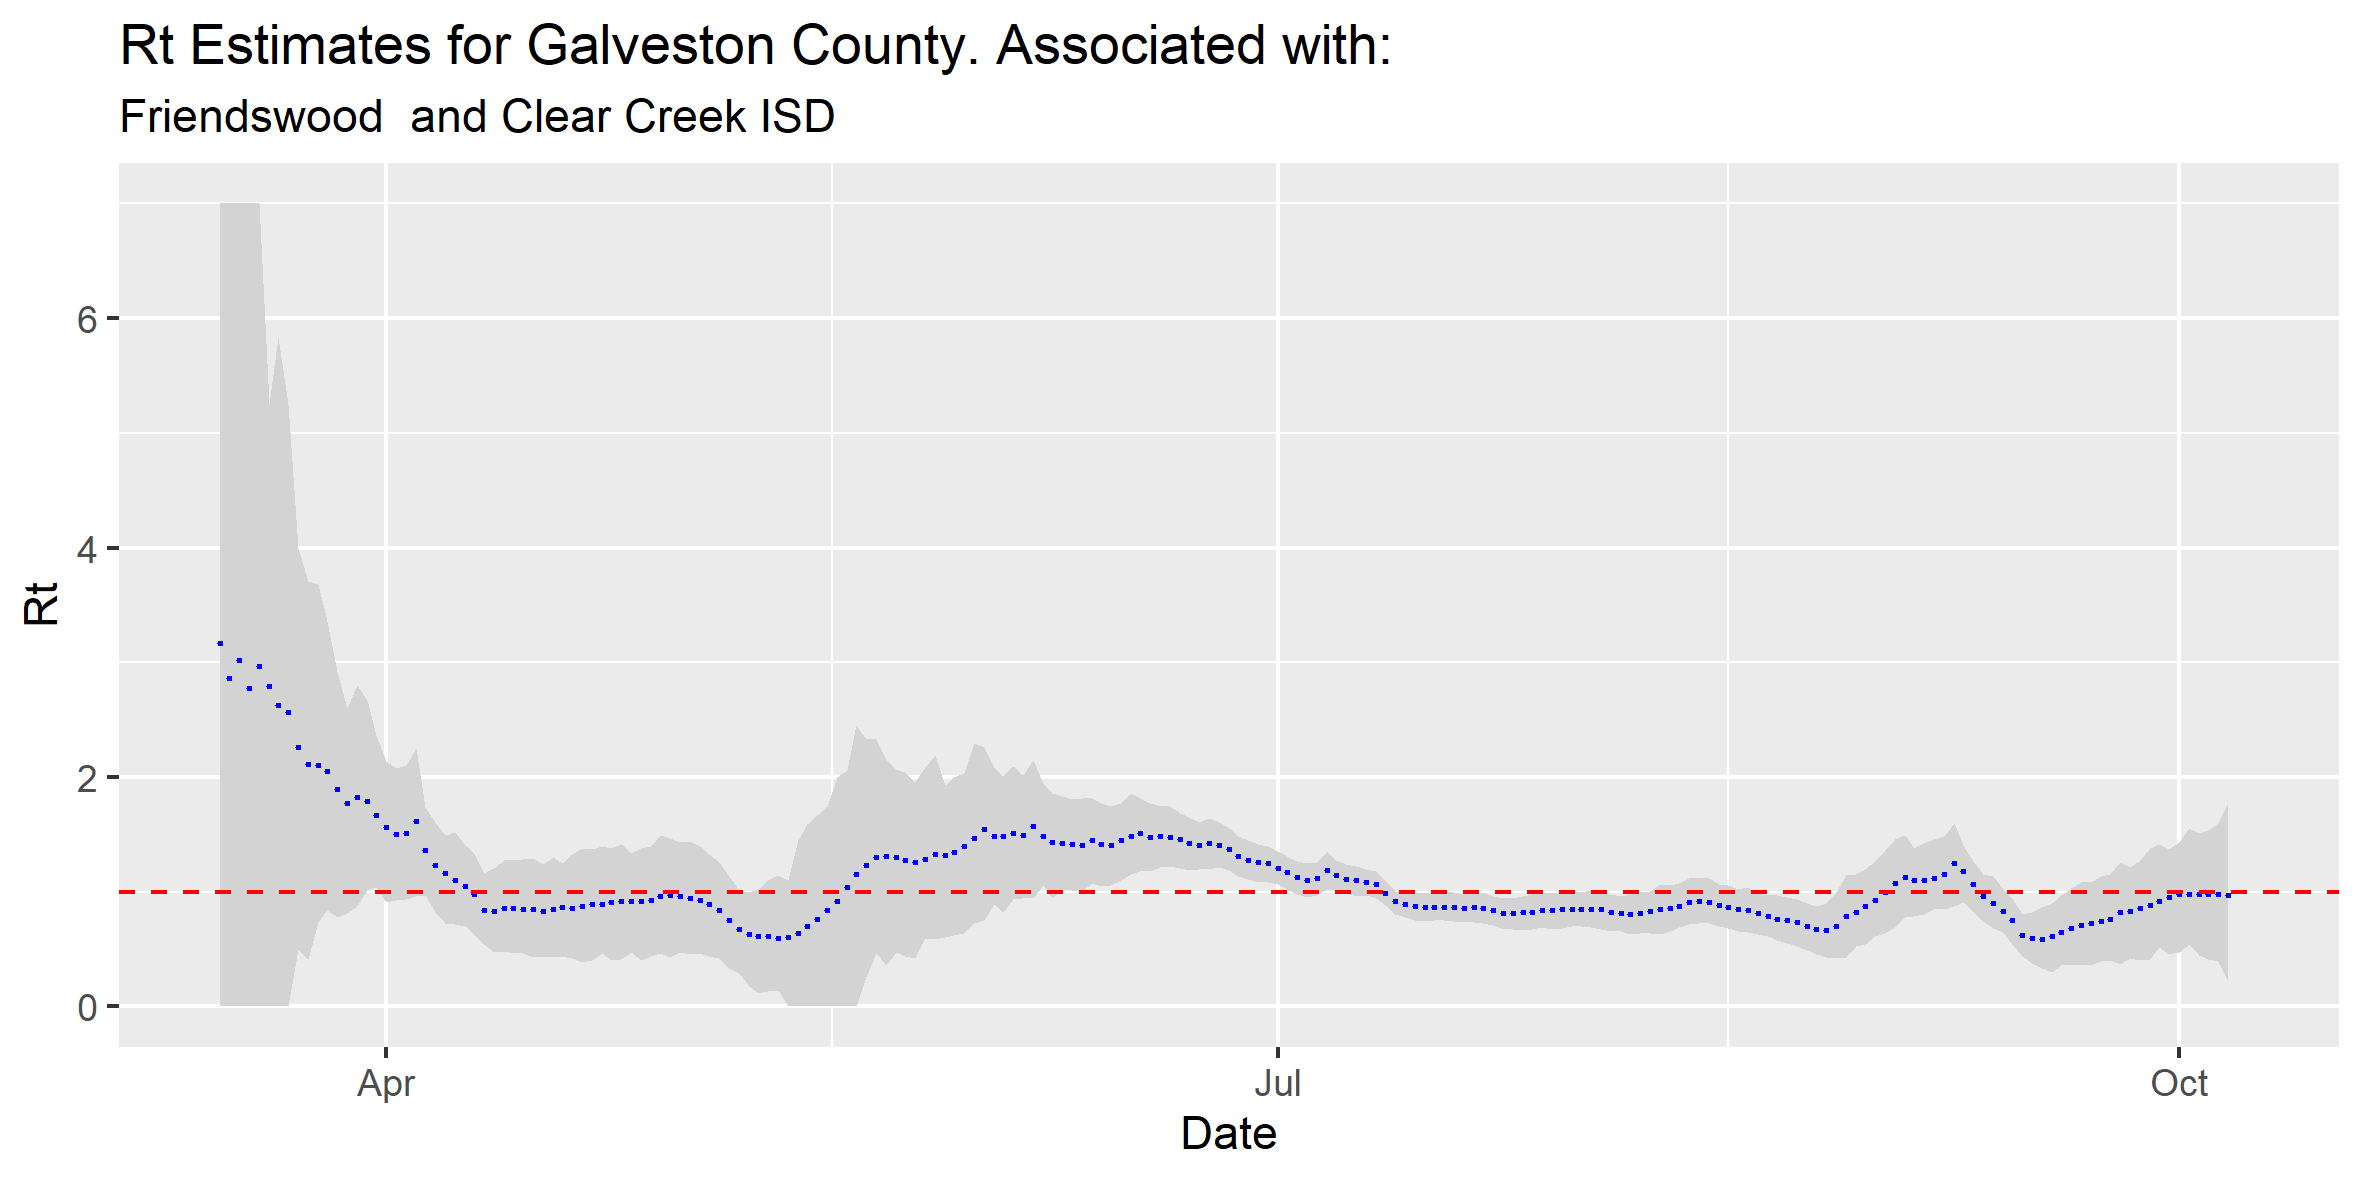 Rt Estimates for Galveston County. Associated with:
Friendswood  and Clear Creek ISD
6
4
2
0
Rt
Apr Jul Oct
Date